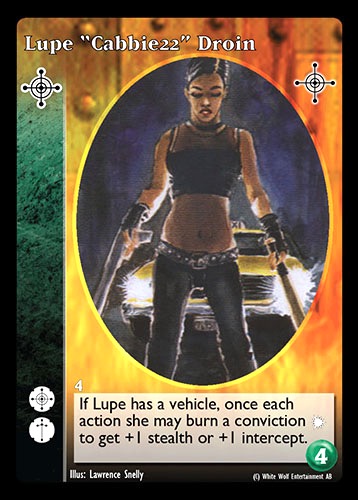 Lupe "Cabbie22" Droin
4
If Lupe has a vehicle, once each
action she may burn a conviction
to get +1 stealth or +1 intercept.
4
Illus: Lawrence Snelly
(C) White Wolf Entertainment AB